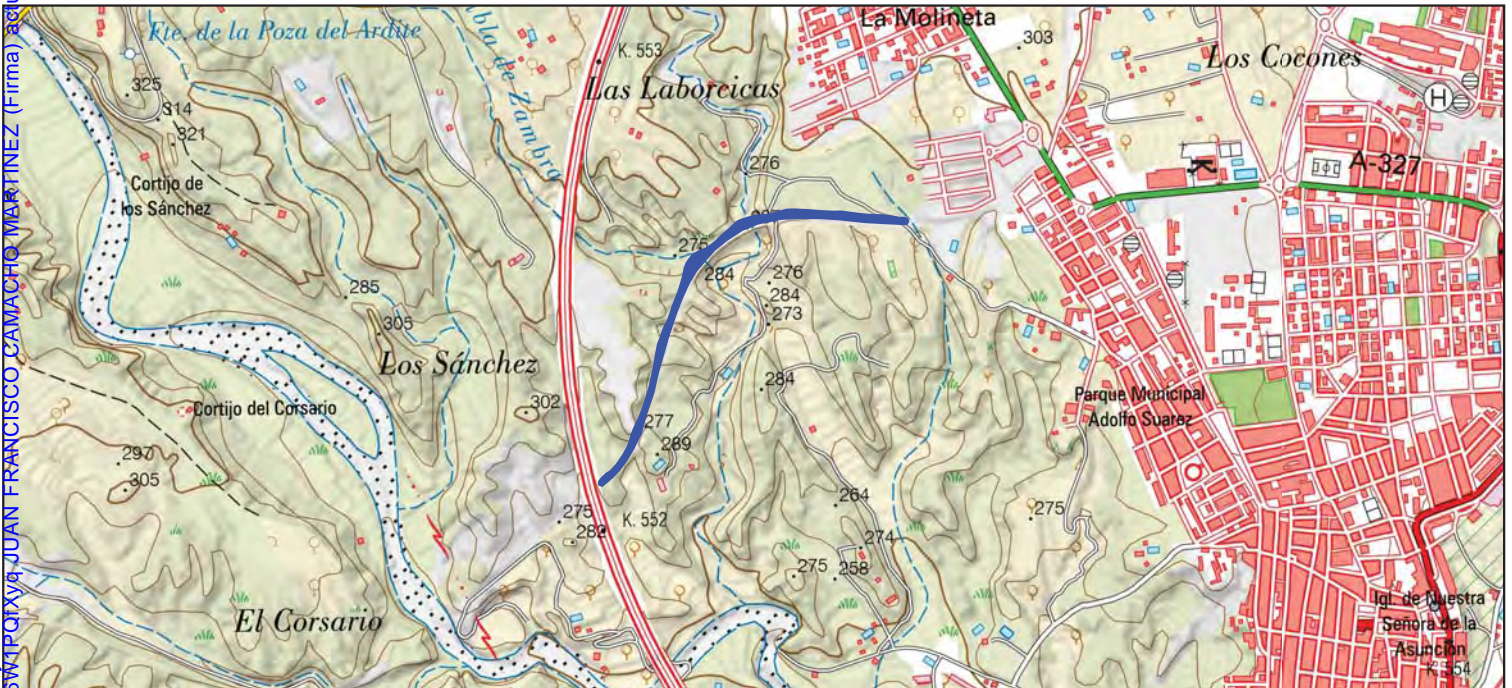 5W1PQfXyq JUAN FRANCISCO CAMACHO MARTINEZ (Firma)
Fte. de la Poza del Ardite
bla de Zambra
K. 553
La Molineta
303
Los Cocones
Las Laborcicas
325
314
321
H
276
A-327
Cortijo de
los Sánchez
275
284
276
285
284
273
305
Los Sánchez
284
302
Parque Municipal
Adolfo Suarez
Cortijo del Corsario
277
289
297
305
264
275
282
K. 552
275
274
275
258
El Corsario
Igl. de Nuestra
Señora de la
Asunción
K. 554